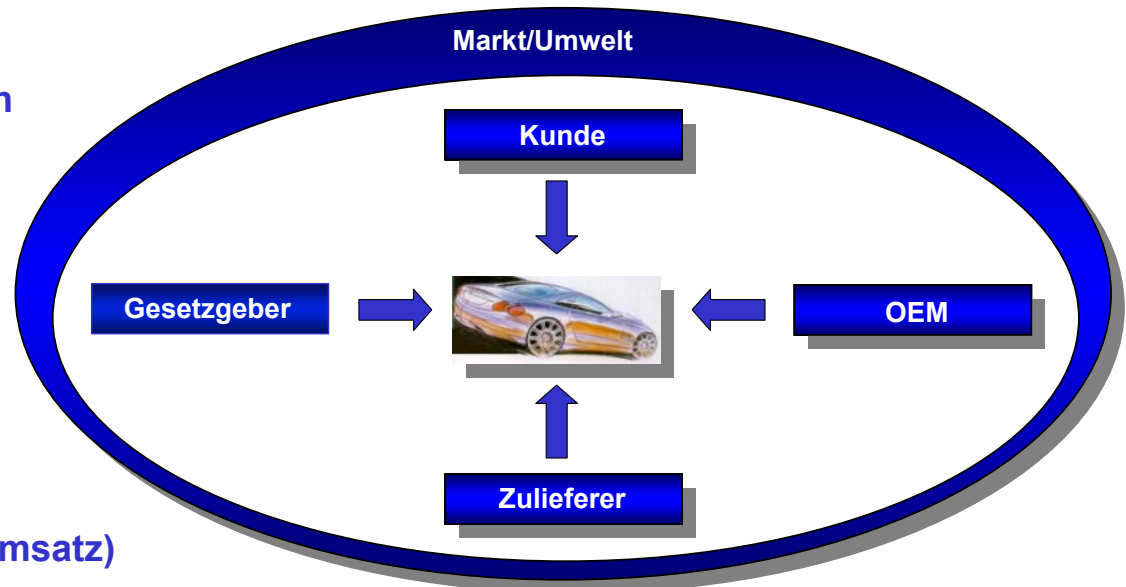 Markt/Umwelt
n
Kunde
Gesetzgeber
OEM
Zulieferer
msatz)